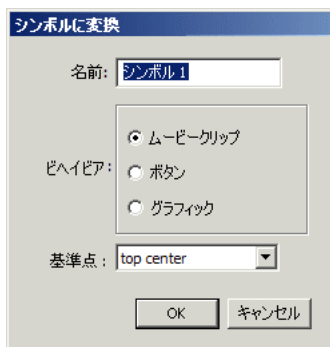 シンボルに変換
名前: シンボル 1
ビヘイビア:
ムービークリップ
ボタン
グラフィック
基準点: top center
OK キャンセル